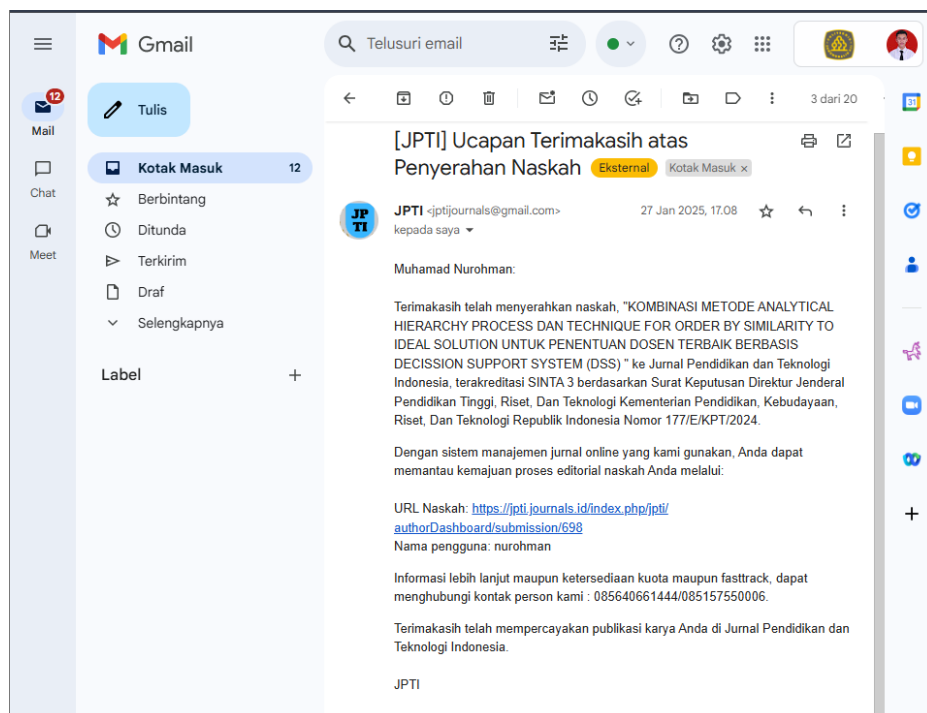 Gmail
Telusuri email
12
Mail
Chat
Meet
Tulis
Kotak Masuk 12
Berbintang
Ditunda
Terkirim
Draf
Selengkapnya
Label
3 dari 20
31
[JPTI] Ucapan Terimakasih atas
Penyerahan Naskah Eksternal Kotak Masuk ×
JP
TI
JPTI <jptijournals@gmail.com> 27 Jan 2025, 17.08
kepada saya
Muhamad Nurohman:
Terimakasih telah menyerahkan naskah, "KOMBINASI METODE ANALYTICAL
HIERARCHY PROCESS DAN TECHNIQUE FOR ORDER BY SIMILARITY TO
IDEAL SOLUTION UNTUK PENENTUAN DOSEN TERBAIK BERBASIS
DECISSION SUPPORT SYSTEM (DSS) " ke Jurnal Pendidikan dan Teknologi
Indonesia, terakreditasi SINTA 3 berdasarkan Surat Keputusan Direktur Jenderal
Pendidikan Tinggi, Riset, Dan Teknologi Kementerian Pendidikan, Kebudayaan,
Riset, Dan Teknologi Republik Indonesia Nomor 177/E/KPT/2024.
Dengan sistem manajemen jurnal online yang kami gunakan, Anda dapat
memantau kemajuan proses editorial naskah Anda melalui:
URL Naskah: https://jpti.journals.id/index.php/jpti/
authorDashboard/submission/698
Nama pengguna: nurohman
Informasi lebih lanjut maupun ketersediaan kuota maupun fasttrack, dapat
menghubungi kontak person kami : 085640661444/085157550006.
Terimakasih telah mempercayakan publikasi karya Anda di Jurnal Pendidikan dan
Teknologi Indonesia.
JPTI